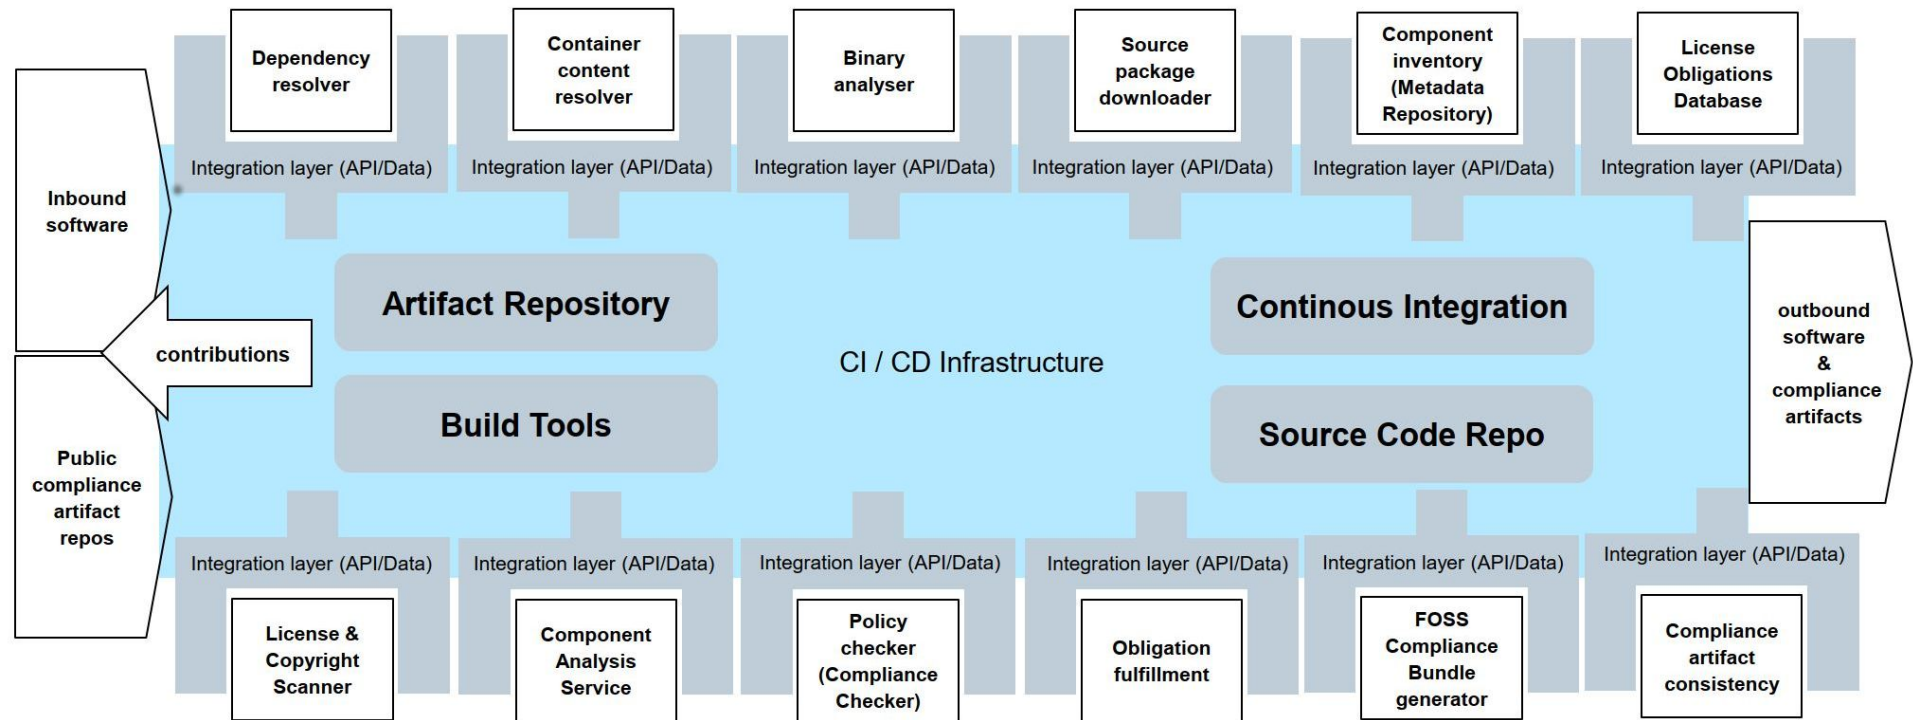 Dependency
resolver
Container
content
resolver
Binary
analyser
Source
package
downloader
Component
inventory
(Metadata
Repository)
License
Obligations
Database
Integration layer (API/Data)
Integration layer (API/Data)
Integration layer (API/Data)
Integration layer (API/Data)
Integration layer (API/Data)
Integration layer (API/Data)
Inbound
software
contributions
Public
compliance
artifact
repos
Artifact Repository
Build Tools
CI / CD Infrastructure
Continous Integration
Source Code Repo
outbound
software
&
compliance
artifacts
Integration layer (API/Data)
Integration layer (API/Data)
Integration layer (API/Data)
Integration layer (API/Data)
Integration layer (API/Data)
Integration layer (API/Data)
License &
Copyright
Scanner
Component
Analysis
Service
Policy
checker
(Compliance
Checker)
Obligation
fulfillment
FOSS
Compliance
Bundle
generator
Compliance
artifact
consistency